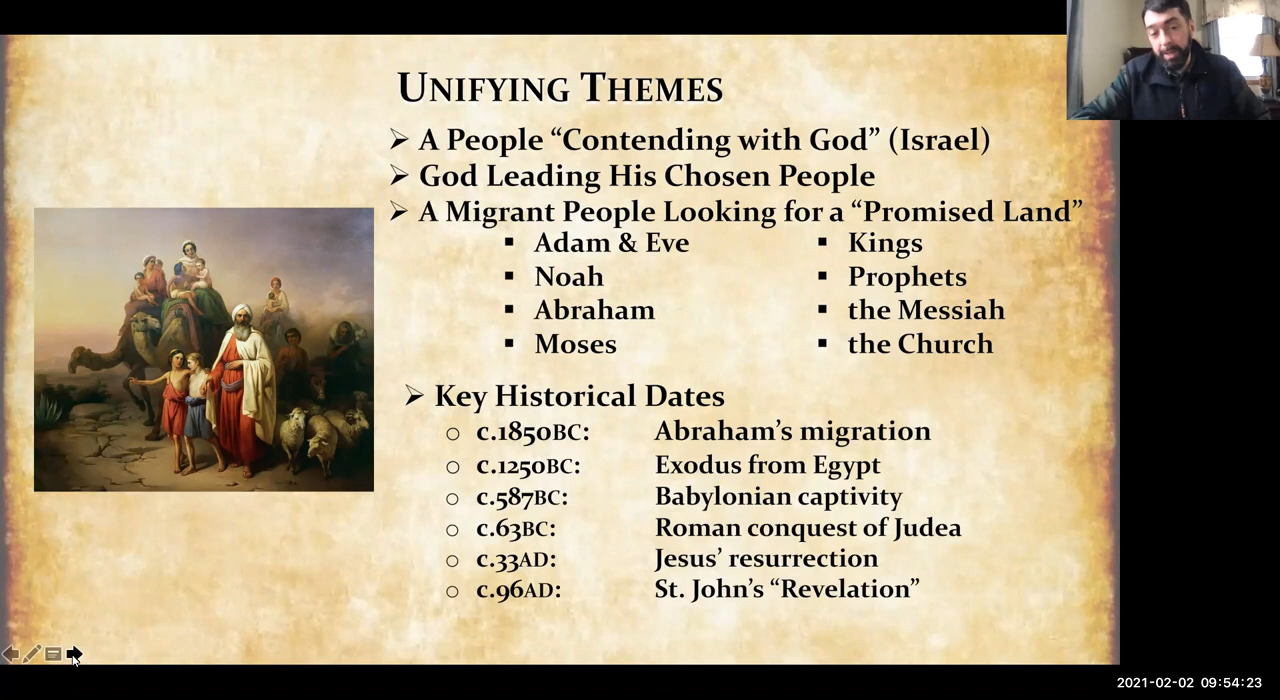 UNIFYING THEMES
➢ A People “Contending with God” (Israel)
➢ God Leading His Chosen People
➢ A Migrant People Looking for a “Promised Land”
▪ Adam & Eve
▪ Noah
▪ Abraham
▪ Moses
▪ Kings
▪ Prophets
▪ the Messiah
▪ the Church
➢ Key Historical Dates
○ c.1850BC: Abraham’s migration
○ c.1250BC: Exodus from Egypt
○ c.587BC: Babylonian captivity
○ c.63BC: Roman conquest of Judea
○ c.33AD: Jesus’ resurrection
○ c.96AD: St. John’s “Revelation”
2021-02-02 09:54:23